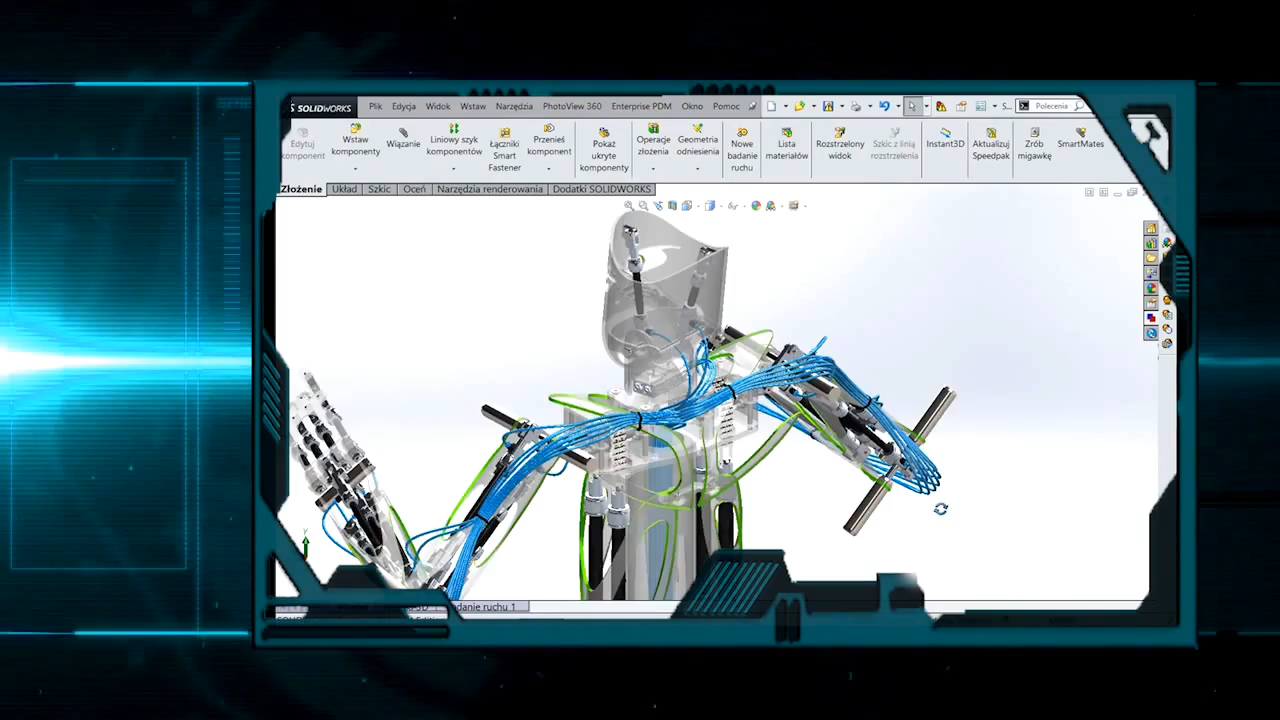 SOLIDWORKS Plik Edycja Widok Wstaw Narzędzia PhotoView 360 Enterprise PDM Okno Pomoc S... Polecenia
Edytuj komponent
Wstaw komponenty
Wiązanie
Liniowy szyk komponentów
Łączniki Smart Fastener
Przenieś komponent
Pokaż ukryte komponenty
Operacje złożenia
Geometria odniesienia
Nowe badanie ruchu
Lista materiałów
Rozstrzelony widok
Szkic z linią rozstrzelenia
Instant3D
Aktualizuj Speedpak
Zrób migawkę
SmartMates
Złożenie Układ Szkic Oceń Narzędzia renderowania Dodatki SOLIDWORKS
Y
adanie ruchu 1